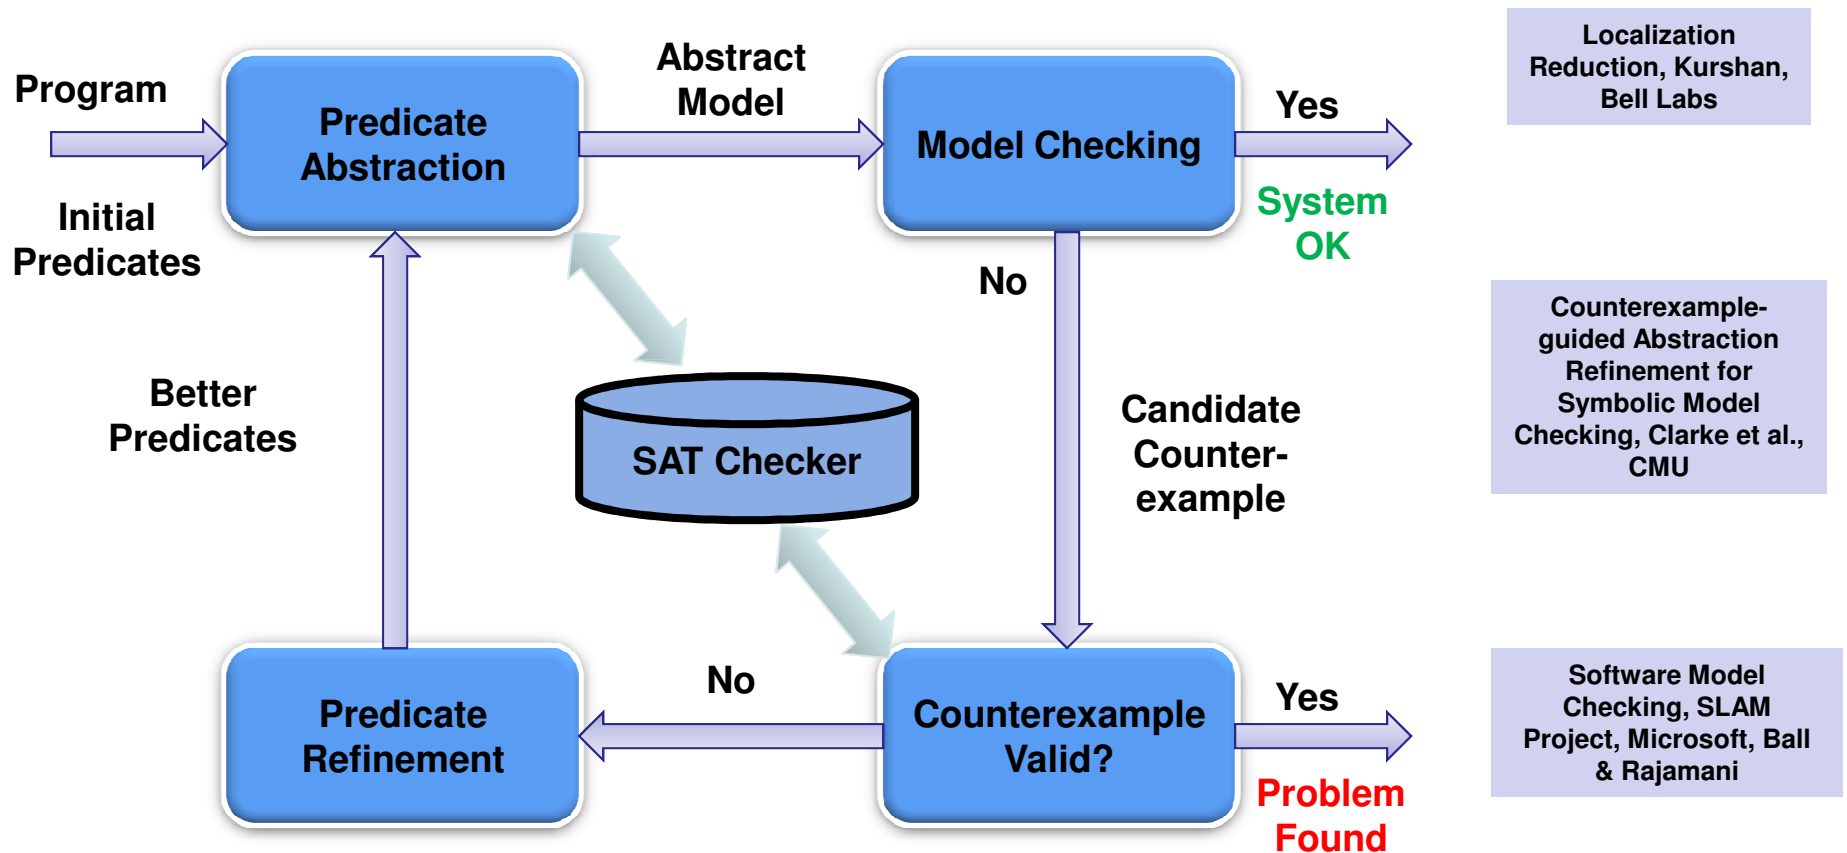 Program
Initial
Predicates
Predicate
Abstraction
Abstract
Model
Model Checking
Yes
System
OK
No
Candidate
Counter-
example
SAT Checker
Better
Predicates
Predicate
Refinement
No
Counterexample
Valid?
Yes
Problem
Found
Localization
Reduction, Kurshan,
Bell Labs
Counterexample-
guided Abstraction
Refinement for
Symbolic Model
Checking, Clarke et al.,
CMU
Software Model
Checking, SLAM
Project, Microsoft, Ball
& Rajamani